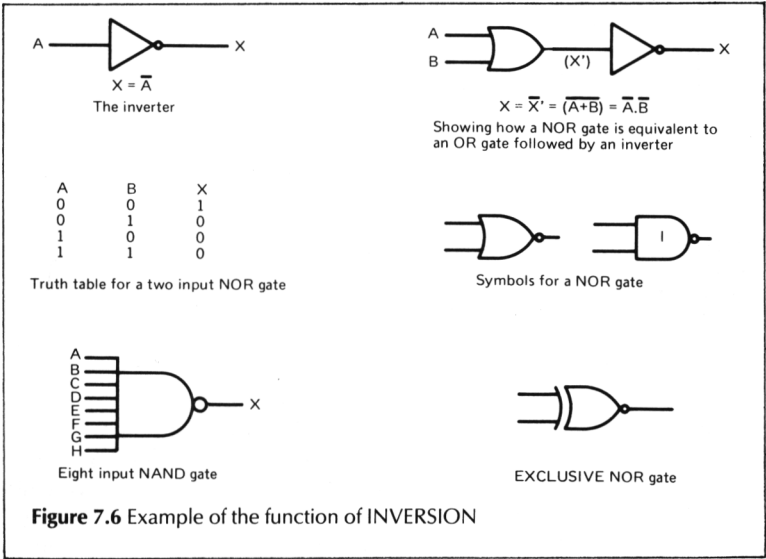 A X
X = A̅
The inverter
A
B
(X')
X
X = X̅' = (A̅+̅B̅) = A̅.B̅
Showing how a NOR gate is equivalent to
an OR gate followed by an inverter
A B X
0 0 1
0 1 0
1 0 0
1 1 0
Truth table for a two input NOR gate
I
Symbols for a NOR gate
A
B
C
D
E
F
G
H
X
Eight input NAND gate
EXCLUSIVE NOR gate
Figure 7.6 Example of the function of INVERSION